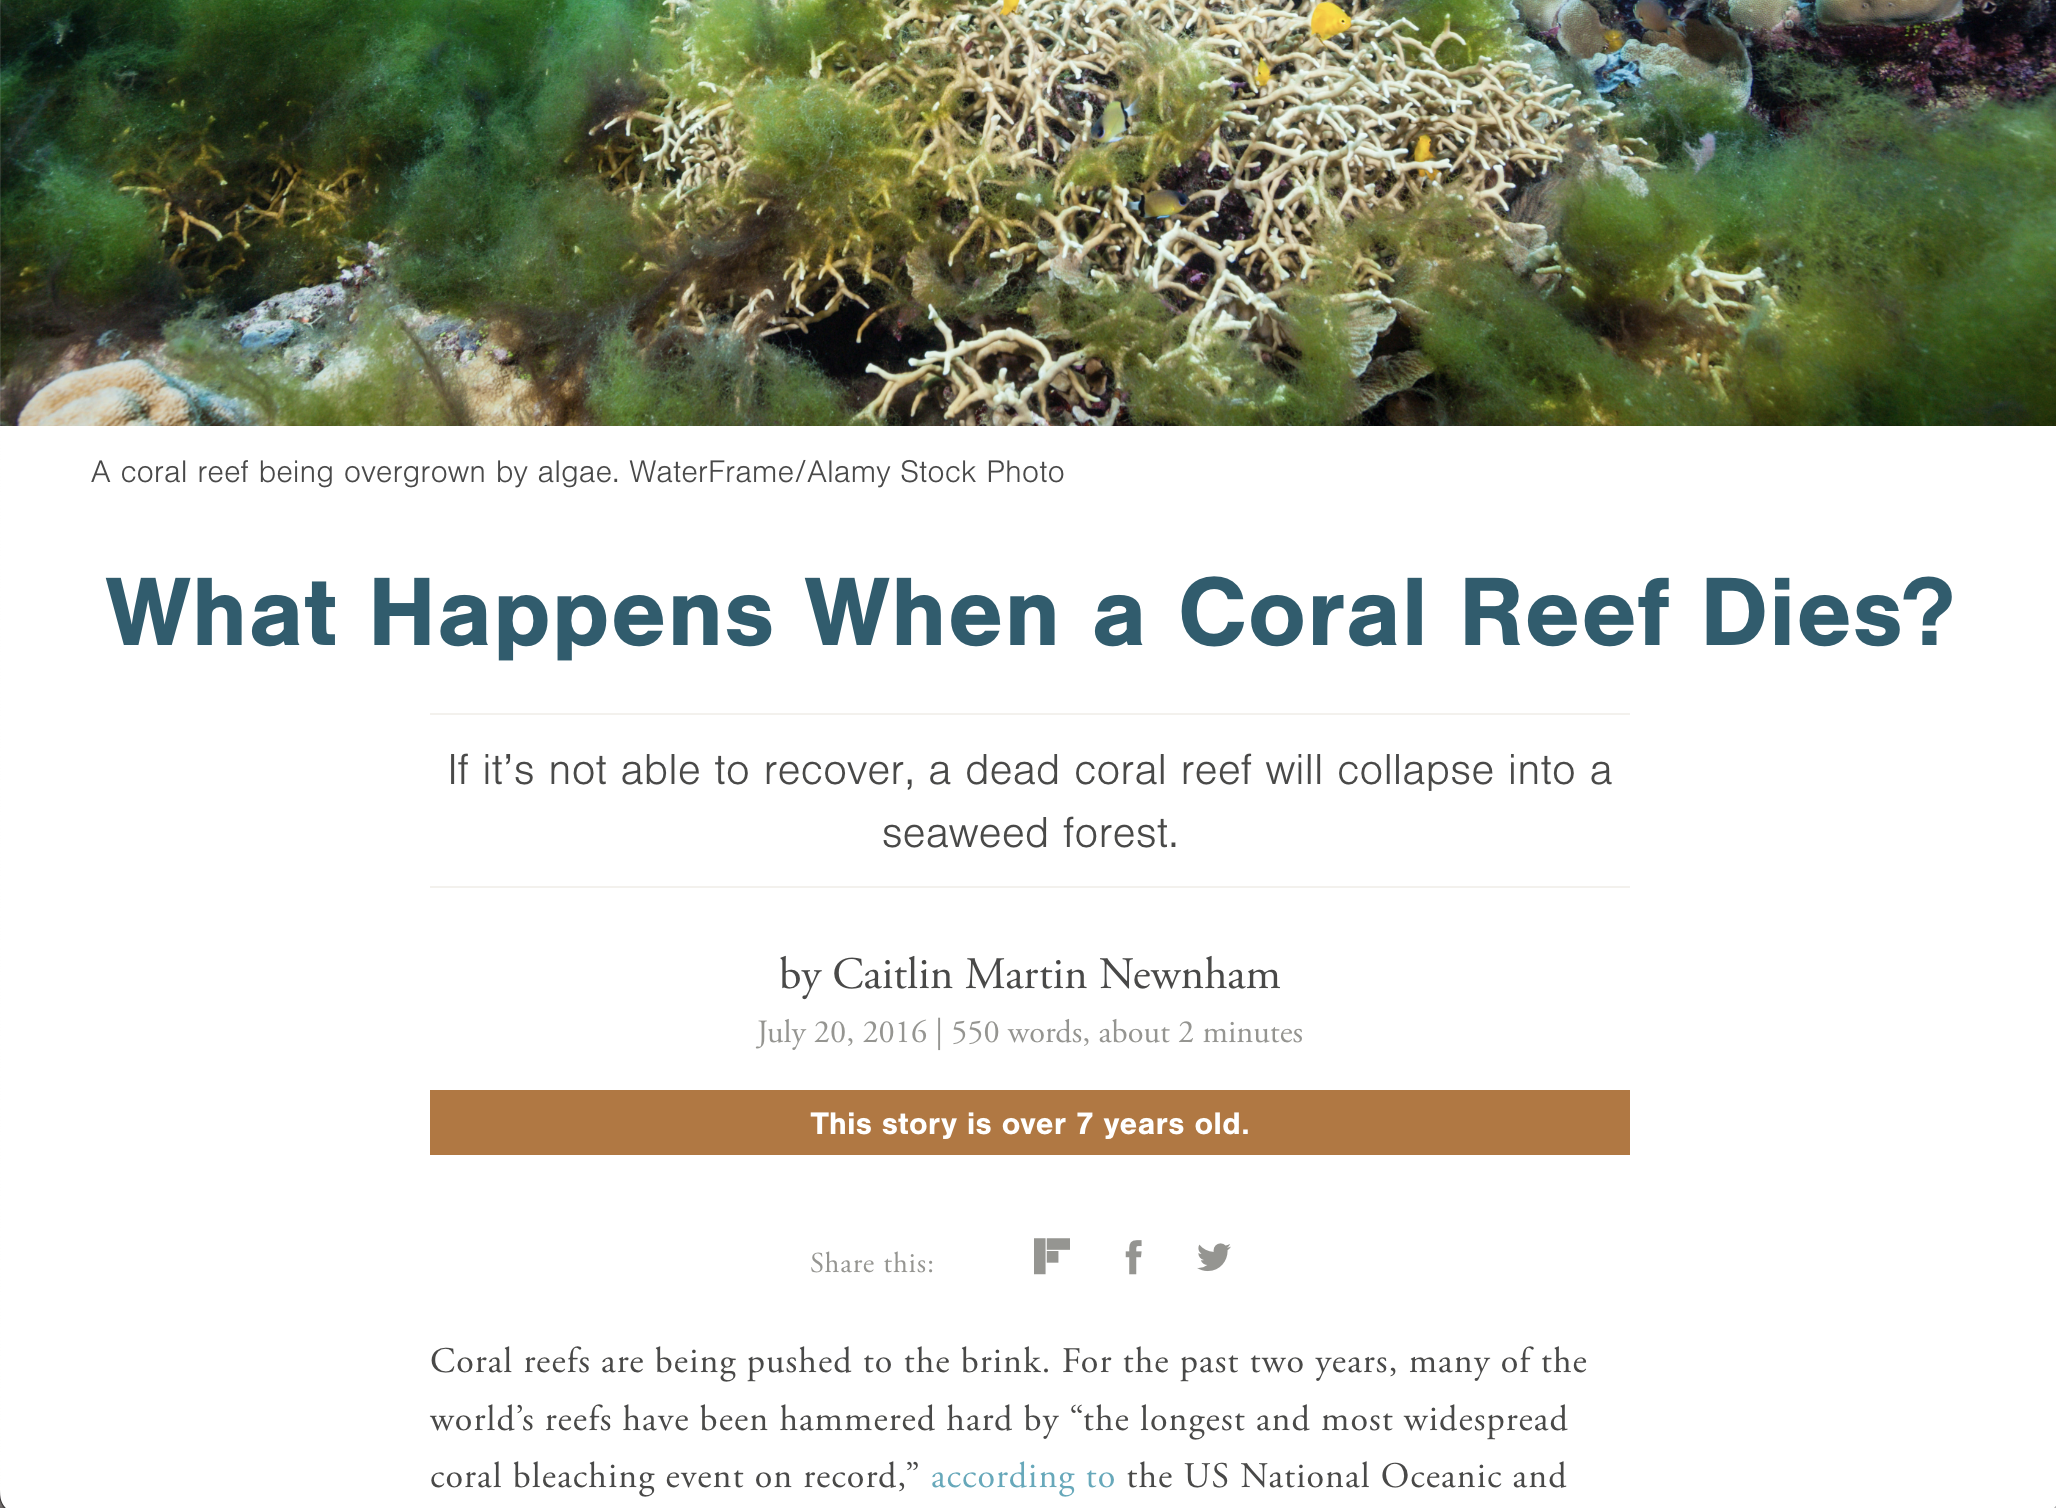 A coral reef being overgrown by algae. WaterFrame/Alamy Stock Photo
What Happens When a Coral Reef Dies?
If it’s not able to recover, a dead coral reef will collapse into a
seaweed forest.
by Caitlin Martin Newnham
July 20, 2016 | 550 words, about 2 minutes
This story is over 7 years old.
Share this:
Coral reefs are being pushed to the brink. For the past two years, many of the
world’s reefs have been hammered hard by “the longest and most widespread
coral bleaching event on record,” according to the US National Oceanic and